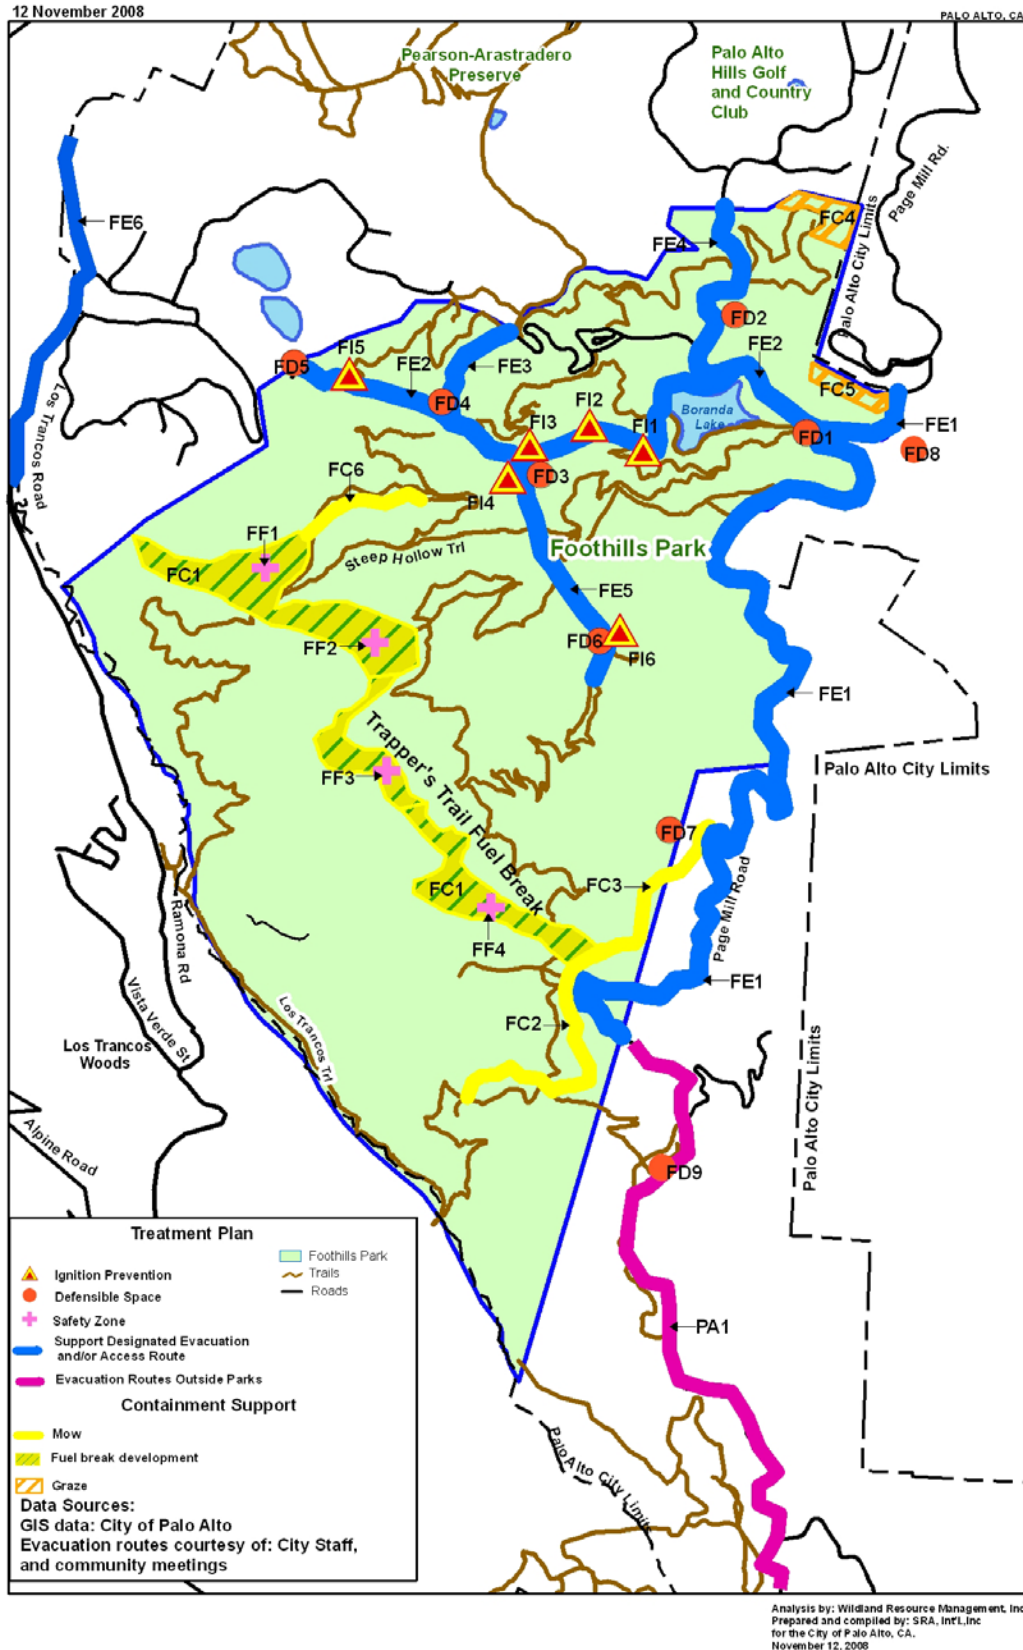 12 November 2008
PALO ALTO, CA
Pearson-Arastradero
Preserve
Palo Alto
Hills Golf
and Country
Club
Page Mill Rd.
FC4
Palo Alto City Limits
FE6
FE4
FD2
FE2
FI5
FD5
FE2
FE3
FD4
FC5
FI2
FI3
FI1
Boranda
Lake
FE1
FD1
FD8
Los Trancos Road
FC6
FI4
FD3
FF1
Steep Hollow Trl
Foothills Park
FC1
FE5
FF2
FD6
FI6
FE1
Trapper's Trail Fuel Break
FF3
Palo Alto City Limits
FD7
FC3
FC1
Page Mill Road
Ramona Rd
FF4
FE1
Vista Verde St
Los Trancos Trl
FC2
Los Trancos
Woods
Palo Alto City Limits
Alpine Road
FD9
PA1
Palo Alto City Limits
Treatment Plan
Ignition Prevention
Defensible Space
Safety Zone
Support Designated Evacuation
and/or Access Route
Evacuation Routes Outside Parks
Foothills Park
Trails
Roads
Containment Support
Mow
Fuel break development
Graze
Data Sources:
GIS data: City of Palo Alto
Evacuation routes courtesy of: City Staff,
and community meetings
Analysis by: Wildland Resource Management, Inc
Prepared and compiled by: SRA, Int'L,Inc
for the City of Palo Alto, CA.
November 12, 2008